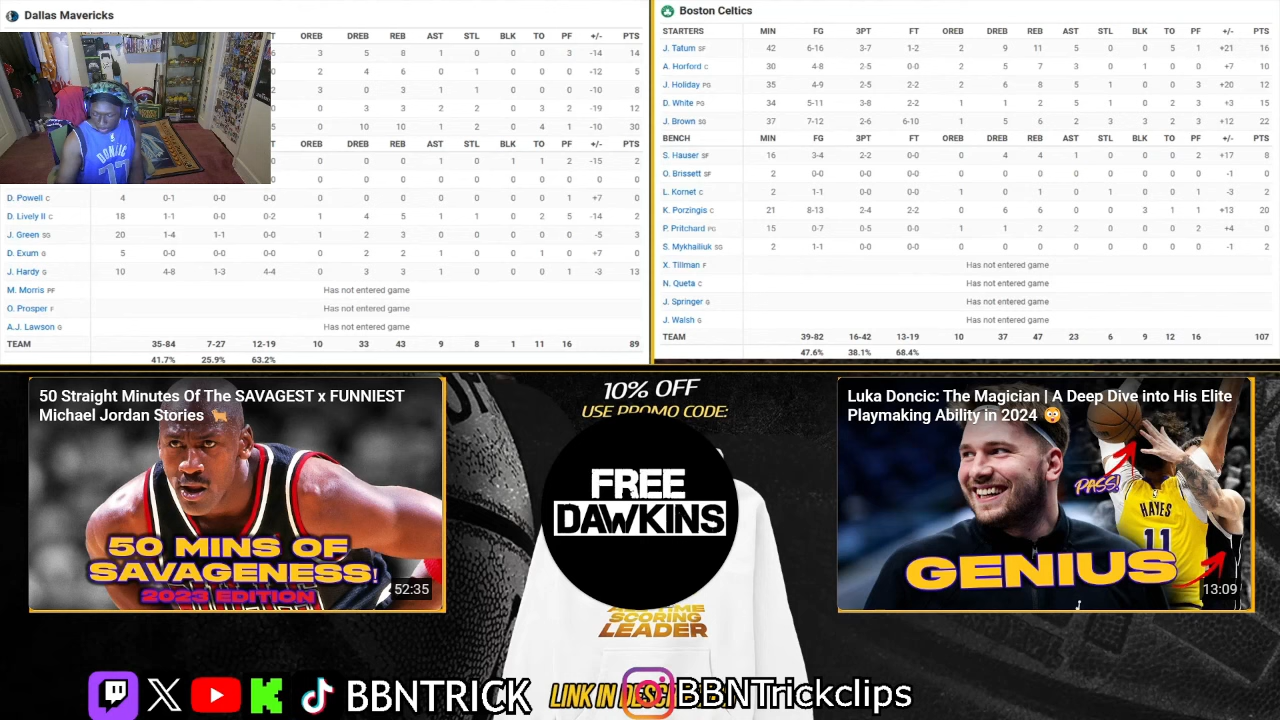 Dallas Mavericks
T OREB DREB REB AST STL BLK TO PF +/- PTS
6 3 5 8 1 0 0 0 3 -14 14
0 2 4 6 0 1 0 0 0 -12 5
1 3 0 3 1 1 0 0 0 -10 8
0 0 3 3 2 2 0 2 3 -19 12
5 0 10 10 1 2 0 4 1 -10 30
T OREB DREB REB AST STL BLK TO PF +/- PTS
0 0 0 0 1 0 1 1 2 -15 2
0 0 0 0 0 0 0 0 0 0 0
D. Powell C 4 0-1 0-0 0-0 0 0 0 0 0 0 0 1 +7 0
D. Lively II C 18 1-1 0-0 0-2 1 4 5 1 1 0 2 5 -14 2
J. Green SG 20 1-4 1-1 0-0 1 2 3 0 0 0 0 0 -5 3
D. Exum G 5 0-0 0-0 0-0 0 2 2 1 0 0 1 0 +7 0
J. Hardy G 10 4-8 1-3 4-4 0 3 3 1 0 0 0 1 -3 13
M. Morris PF Has not entered game
O. Prosper F Has not entered game
A.J. Lawson G Has not entered game
TEAM 35-84 7-27 12-19 10 33 43 9 8 1 11 16 89
41.7% 25.9% 63.2%
Boston Celtics
STARTERS MIN FG 3PT FT OREB DREB REB AST STL BLK TO PF +/- PTS
J. Tatum SF 42 6-16 3-7 1-2 2 9 11 5 0 0 5 1 +21 16
A. Horford C 30 4-8 2-5 0-0 2 5 7 3 0 1 0 0 +7 10
J. Holiday PG 35 4-9 2-5 2-2 2 6 8 5 1 0 0 3 +20 12
D. White PG 34 5-11 3-8 2-2 1 1 2 5 1 0 2 2 +3 15
J. Brown SG 37 7-12 2-6 6-10 1 5 6 2 3 3 2 3 +12 22
BENCH MIN FG 3PT FT OREB DREB REB AST STL BLK TO PF +/- PTS
S. Hauser SF 16 3-4 2-2 0-0 0 4 4 1 0 0 0 2 +17 8
O. Brissett SF 2 0-0 0-0 0-0 0 0 0 0 0 0 0 0 -1 0
L. Kornet C 2 1-1 0-0 0-0 1 0 1 0 0 1 0 0 -3 2
K. Porzingis C 21 8-13 2-4 2-2 0 6 6 0 0 3 1 1 +13 20
P. Pritchard PG 15 0-7 0-5 0-0 1 1 2 2 0 0 0 2 +4 0
S. Mykhailiuk SG 2 1-1 0-0 0-0 0 0 0 0 0 0 0 0 -1 2
X. Tillman F Has not entered game
N. Queta C Has not entered game
J. Springer G Has not entered game
J. Walsh G Has not entered game
TEAM 39-82 16-42 13-19 10 37 47 23 6 9 12 16 107
47.6% 38.1% 68.4%
DONCIC
77
50 Straight Minutes Of The SAVAGEST x FUNNIEST
Michael Jordan Stories
50 MINS OF
SAVAGENESS!
2023 EDITION
52:35
10% OFF
USE PROMO CODE:
FREE
DAWKINS
SCORING
LEADER
Luka Doncic: The Magician | A Deep Dive into His Elite
Playmaking Ability in 2024
PASS!
HAYES
11
GENIUS
13:09
BBNTRICK
LINK IN
BBNTrickclips